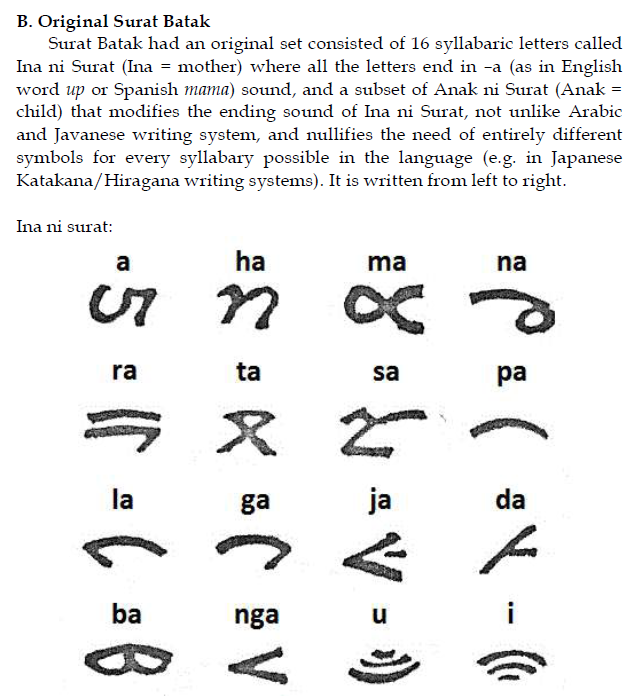 B. Original Surat Batak
Surat Batak had an original set consisted of 16 syllabaric letters called
Ina ni Surat (Ina = mother) where all the letters end in –a (as in English
word up or Spanish mama) sound, and a subset of Anak ni Surat (Anak =
child) that modifies the ending sound of Ina ni Surat, not unlike Arabic
and Javanese writing system, and nullifies the need of entirely different
symbols for every syllabary possible in the language (e.g. in Japanese
Katakana/Hiragana writing systems). It is written from left to right.
Ina ni surat:
a ha ma na
ᯀ ᯂ ᯔ ᯉ
ra ta sa pa
ᯒ ᯖ ᯘ ᯇ
la ga ja da
ᯞ ᯎ ᯐ ᯑ
ba nga u i
ᯅ ᯝ ᯥ ᯤ